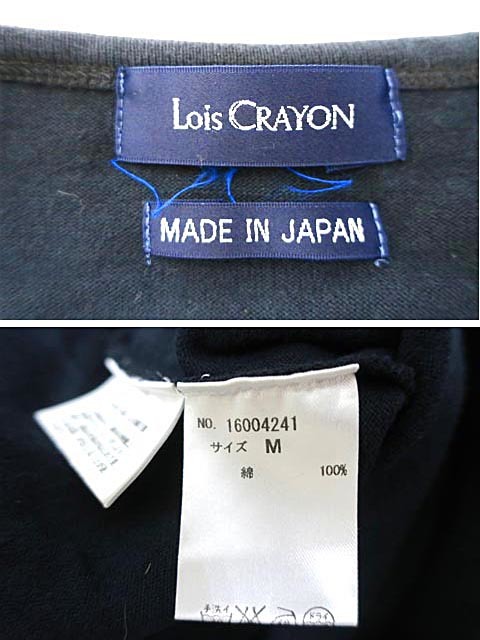 Lois CRAYON
MADE IN JAPAN
NO. 16004241
サイズ M
綿 100%